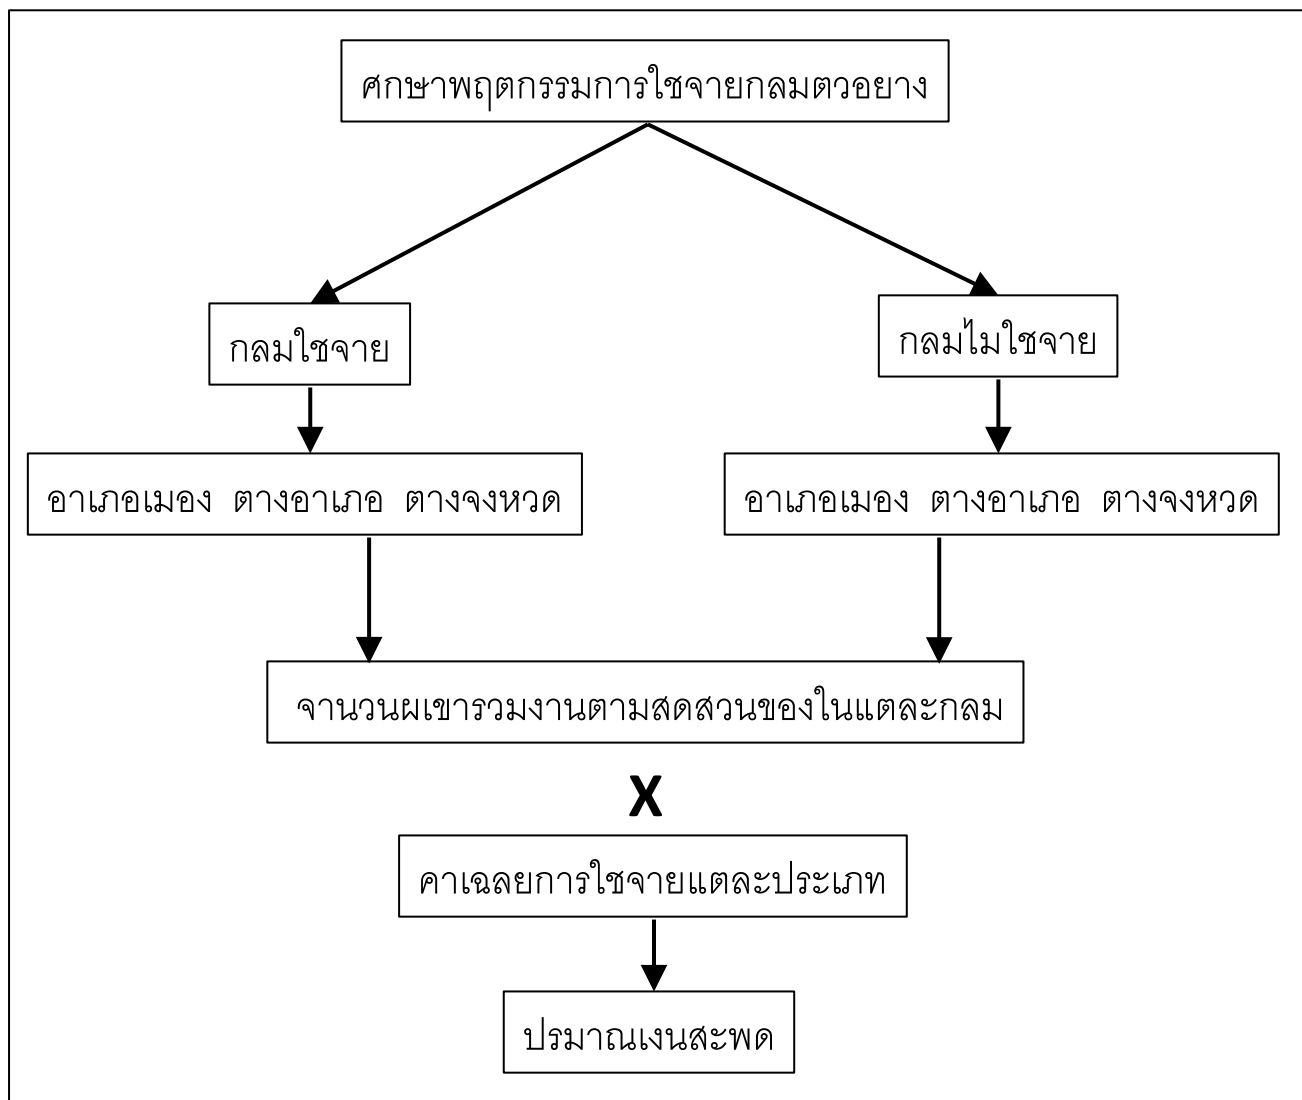 ศกษาพฤตกรรมการใชจายกลมตวอยาง
กลมใชจาย
กลมไมใชจาย
อาเภอเมอง ตางอาเภอ ตางจงหวด
อาเภอเมอง ตางอาเภอ ตางจงหวด
จานวนผเขารวมงานตามสดสวนของในแตละกลม
X
คาเฉลยการใชจายแตละประเภท
ปรมาณเงนสะพด